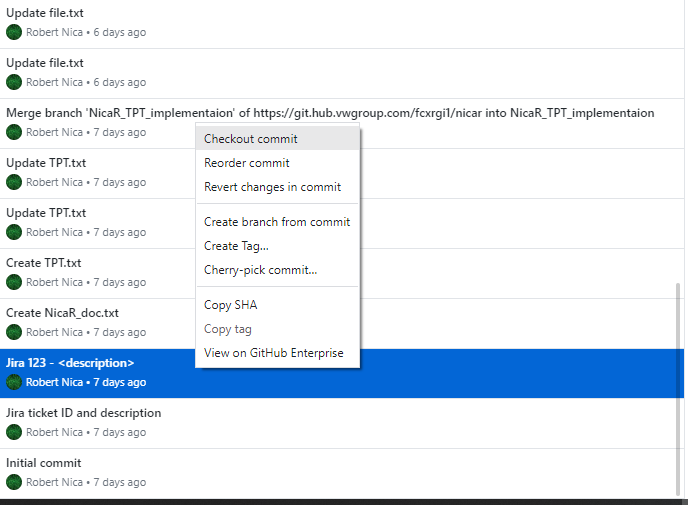 Update file.txt
Robert Nica • 6 days ago
Update file.txt
Robert Nica • 6 days ago
Merge branch 'NicaR_TPT_implementaion' of https://git.hub.vwgroup.com/fcxrgi1/nicar into NicaR_TPT_implementaion
Robert Nica • 7 days ago
Update TPT.txt
Robert Nica • 7 days ago
Update TPT.txt
Robert Nica • 7 days ago
Create TPT.txt
Robert Nica • 7 days ago
Create NicaR_doc.txt
Robert Nica • 7 days ago
Jira 123 - <description>
Robert Nica • 7 days ago
Jira ticket ID and description
Robert Nica • 7 days ago
Initial commit
Robert Nica • 7 days ago
Checkout commit
Reorder commit
Revert changes in commit
Create branch from commit
Create Tag...
Cherry-pick commit...
Copy SHA
Copy tag
View on GitHub Enterprise